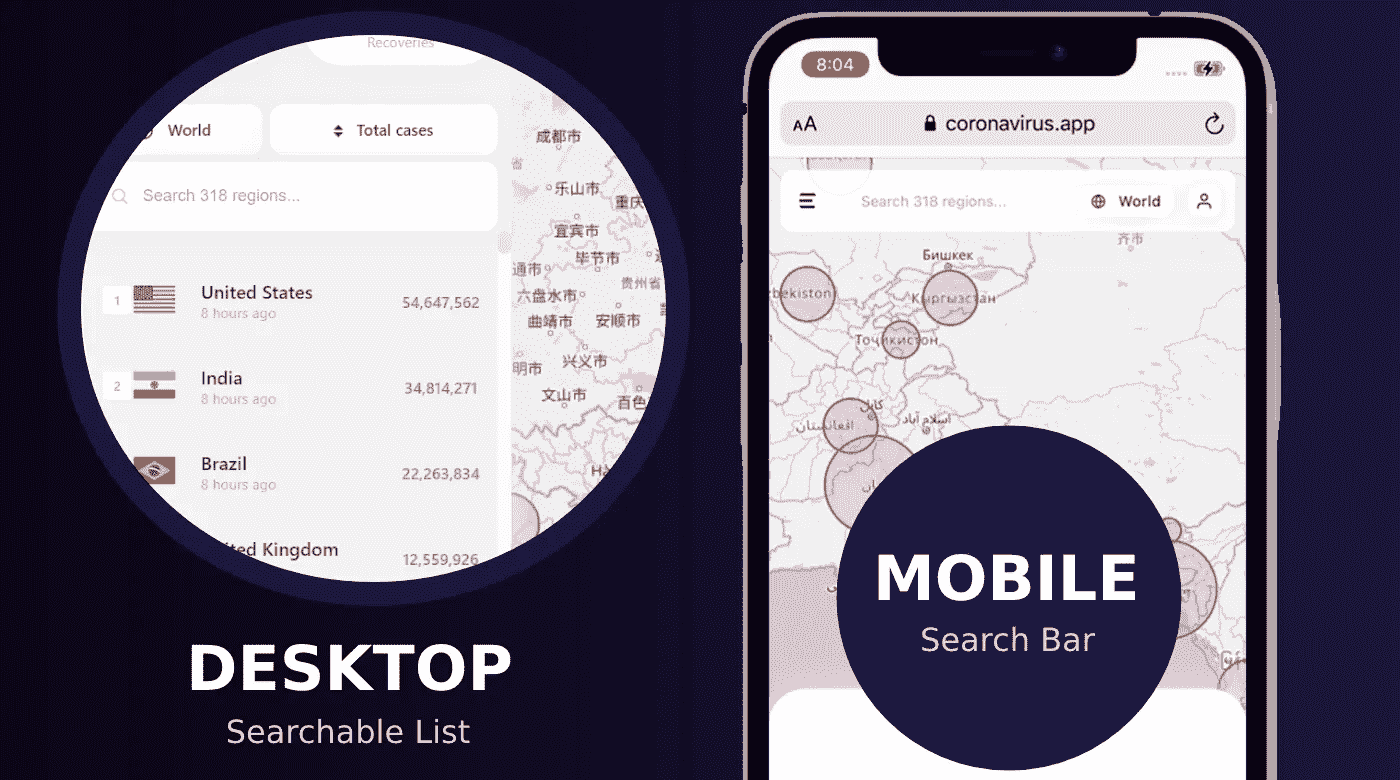 Recoveries
World
Total cases
Search 318 regions...
1
United States
8 hours ago
54,647,562
2
India
8 hours ago
34,814,271
Brazil
8 hours ago
22,263,834
Kingdom
12,559,926
成都市
省
乐山市
重庆
宜宾市
毕节市
通市
贵州省
六盘水市
曲靖市
安顺市
明市
兴义市
文山市
百色
DESKTOP
Searchable List
8:04
AA
coronavirus.app
Search 318 regions...
World
齐市
Бишкек
bekiston
Кыргызстан
Тоҷикистон
کابل
افغانستان
اسلام آباد
MOBILE
Search Bar